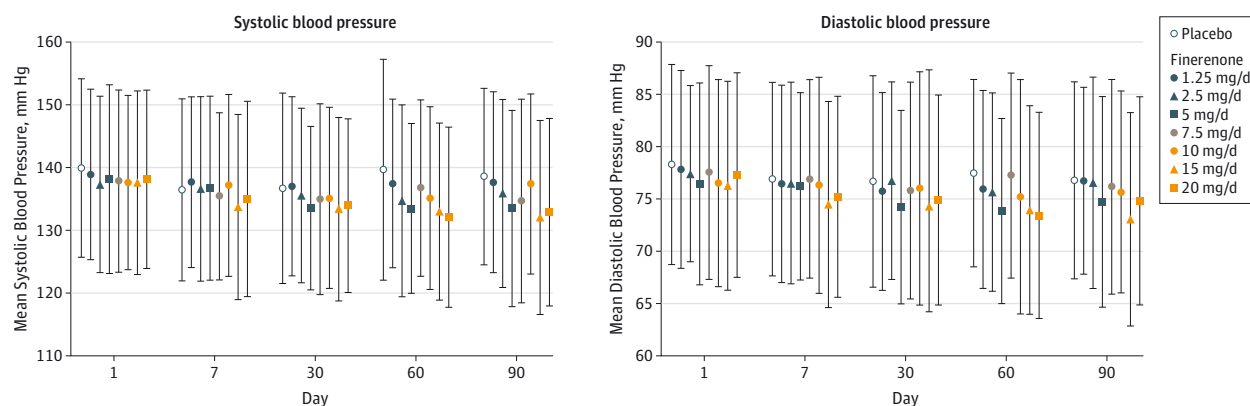 Systolic blood pressure
160
150
140
130
120
110
Mean Systolic Blood Pressure, mm Hg
1
7
30
60
90
Day
Diastolic blood pressure
90
85
80
75
70
65
60
Mean Diastolic Blood Pressure, mm Hg
1
7
30
60
90
Day
Placebo
Finerenone
1.25 mg/d
2.5 mg/d
5 mg/d
7.5 mg/d
10 mg/d
15 mg/d
20 mg/d